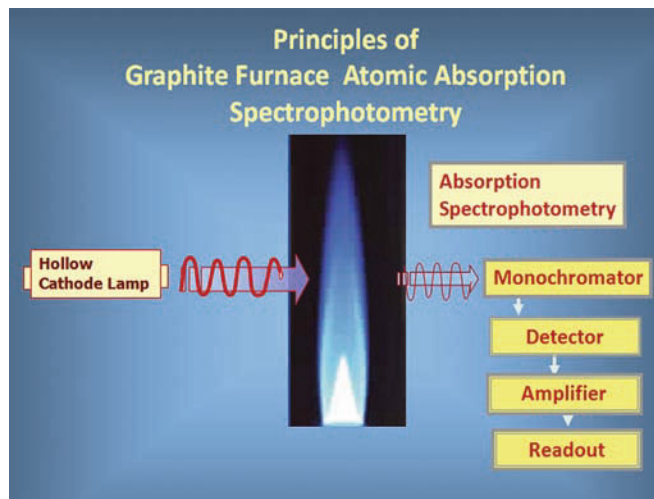 Principles of
Graphite Furnace Atomic Absorption
Spectrophotometry
Absorption
Spectrophotometry
Hollow
Cathode Lamp
Monochromator
Detector
Amplifier
Readout